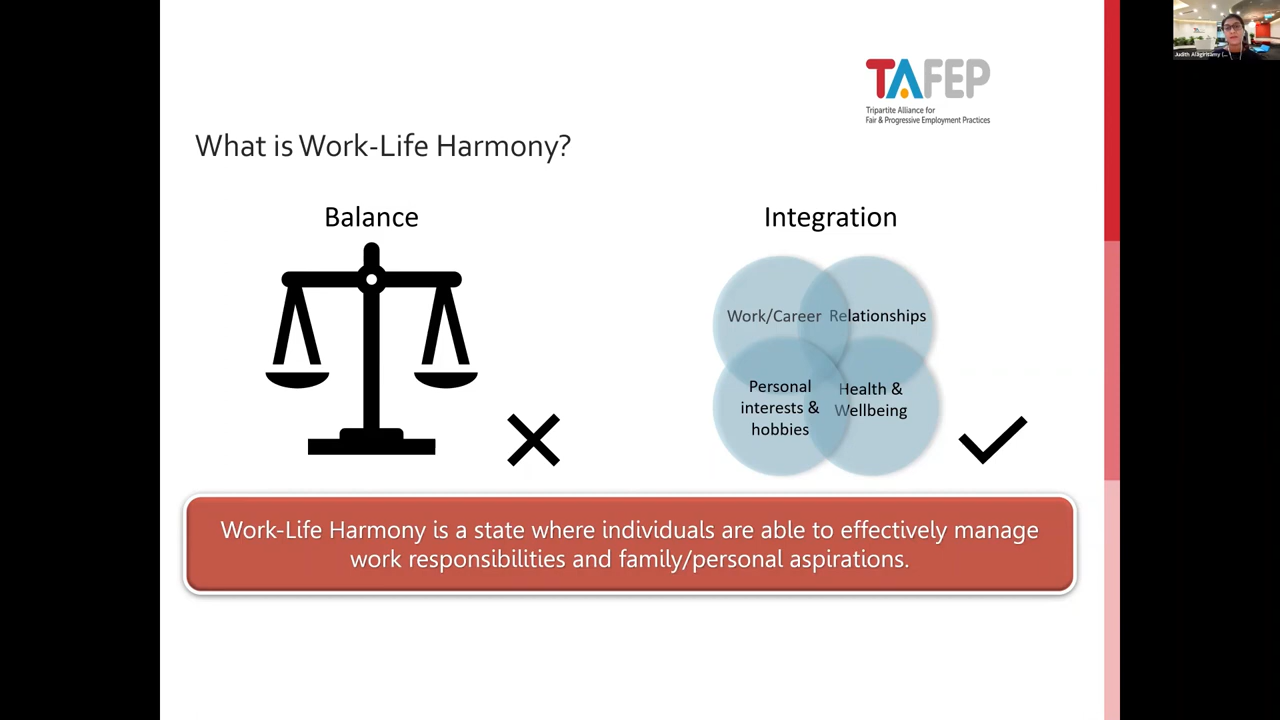 TAFEP
Tripartite Alliance for
Fair & Progressive Employment Practices
What is Work-Life Harmony?
Balance
Integration
Work/Career
Relationships
Personal
interests &
hobbies
Health &
Wellbeing
Work-Life Harmony is a state where individuals are able to effectively manage
work responsibilities and family/personal aspirations.
Judith Alagirisamy (...